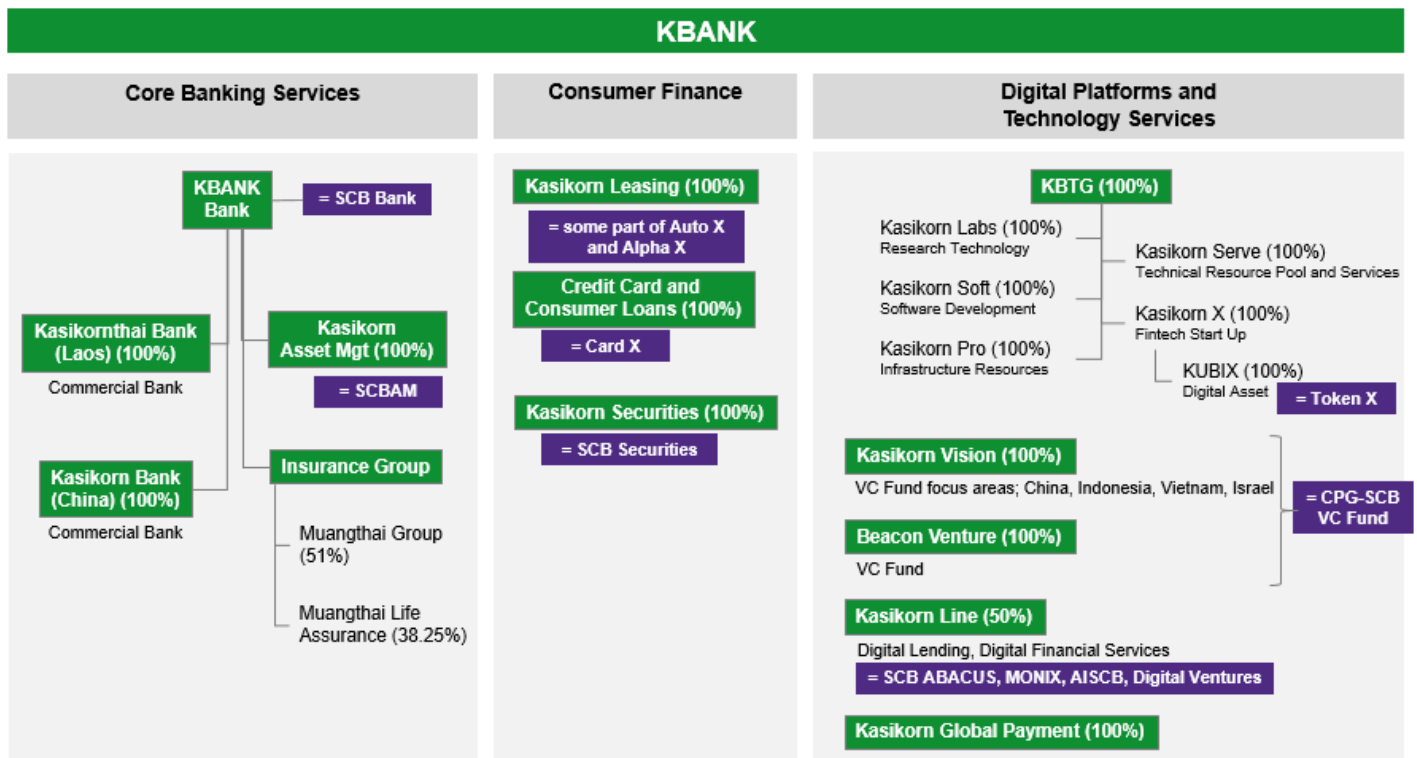 KBANK
Core Banking Services
KBANK
Bank
= SCB Bank
Kasikornthai Bank
(Laos) (100%)
Commercial Bank
Kasikorn
Asset Mgt (100%)
= SCBAM
Kasikorn Bank
(China) (100%)
Commercial Bank
Insurance Group
Muangthai Group
(51%)
Muangthai Life
Assurance (38.25%)
Consumer Finance
Kasikorn Leasing (100%)
= some part of Auto X
and Alpha X
Credit Card and
Consumer Loans (100%)
= Card X
Kasikorn Securities (100%)
= SCB Securities
Digital Platforms and
Technology Services
KBTG (100%)
Kasikorn Labs (100%)
Research Technology
Kasikorn Serve (100%)
Technical Resource Pool and Services
Kasikorn Soft (100%)
Software Development
Kasikorn X (100%)
Fintech Start Up
Kasikorn Pro (100%)
Infrastructure Resources
KUBIX (100%)
Digital Asset
= Token X
Kasikorn Vision (100%)
VC Fund focus areas; China, Indonesia, Vietnam, Israel
= CPG-SCB
VC Fund
Beacon Venture (100%)
VC Fund
Kasikorn Line (50%)
Digital Lending, Digital Financial Services
= SCB ABACUS, MONIX, AISCB, Digital Ventures
Kasikorn Global Payment (100%)